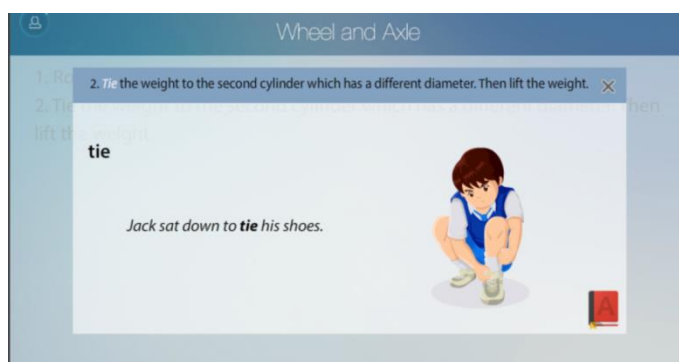 Wheel and Axle
2. Tie the weight to the second cylinder which has a different diameter. Then lift the weight.
tie
Jack sat down to tie his shoes.
A